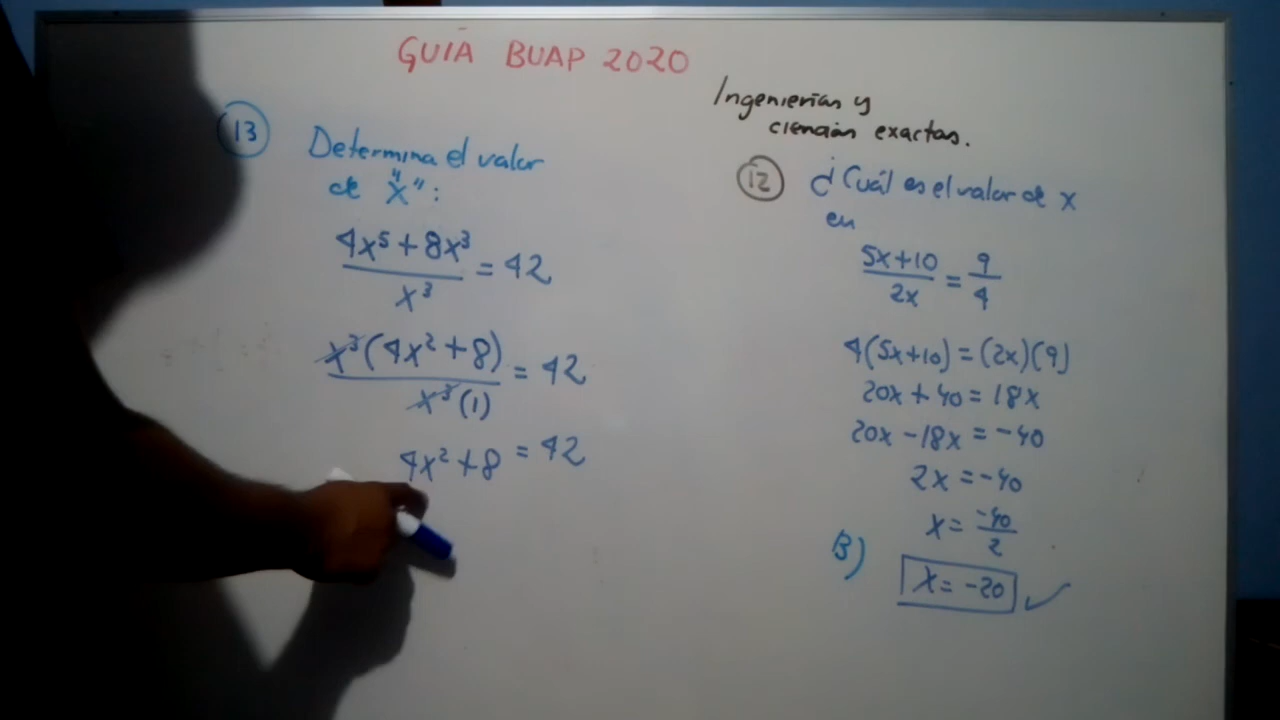 GUIA BUAP 2020
Ingenierías y
ciencias exactas.
13
Determina el valor
de "X":
4x⁵ + 8x³
x³
= 42
x³(4x² + 8)
x³(1)
= 42
4x² + 8 = 42
12
¿Cuál es el valor de x
en
5x+10
2x
=
9
4
4(5x+10) = (2x)(9)
20x + 40 = 18x
20x - 18x = -40
2x = -40
x = -40
2
B)
x = -20 ✓